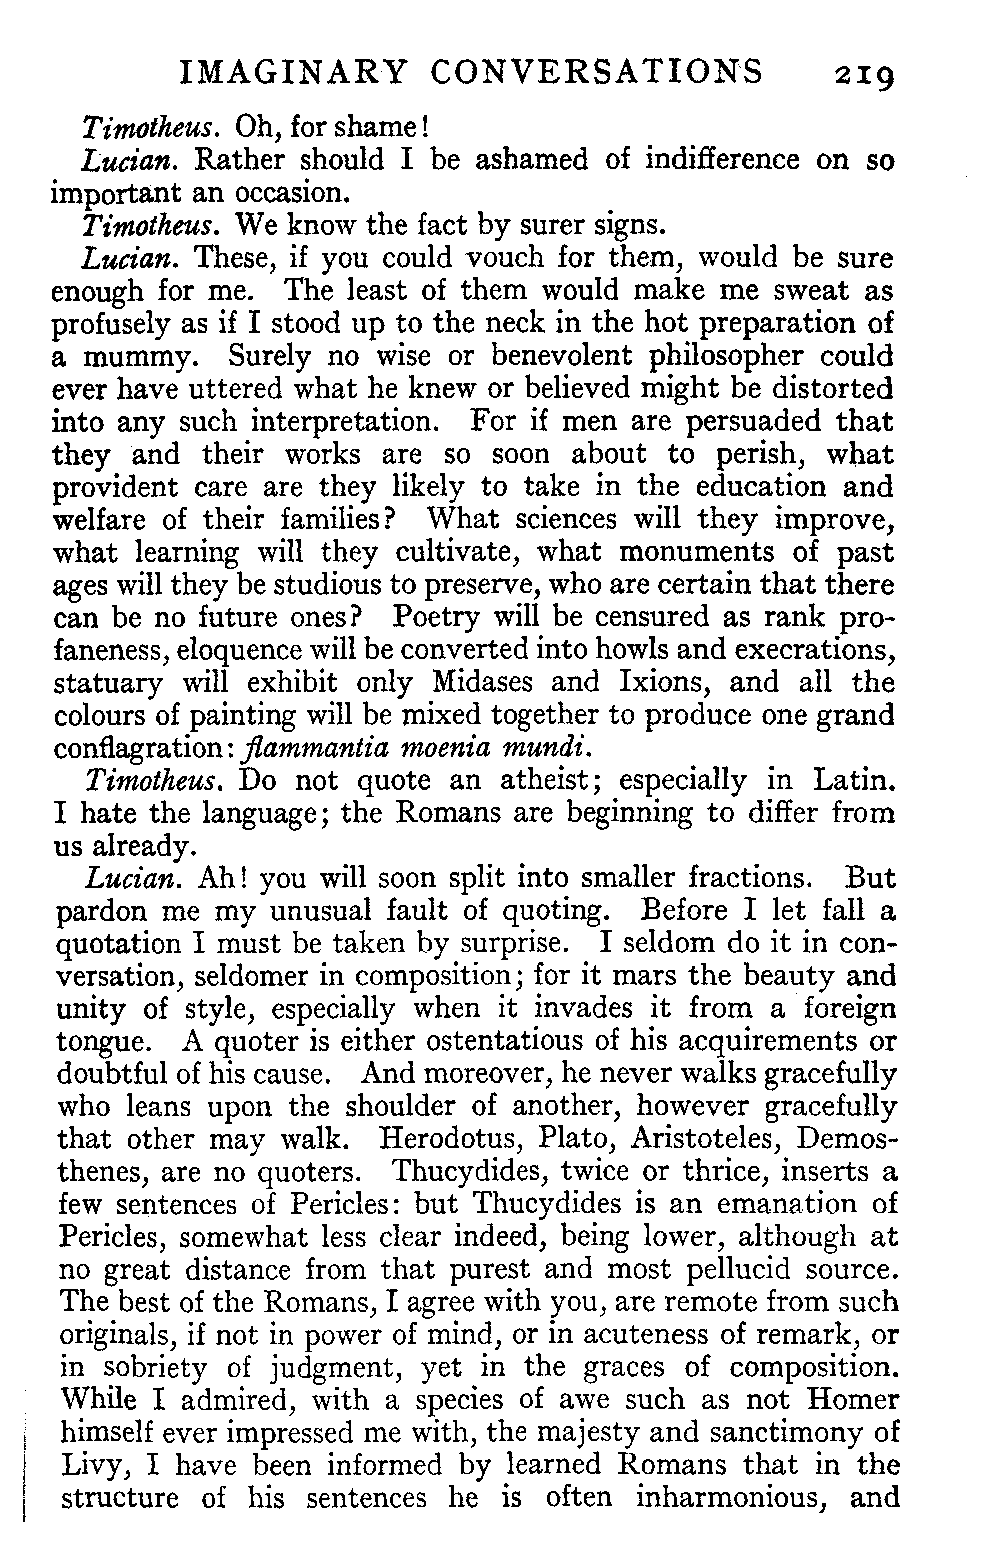 IMAGINARY CONVERSATIONS 219
Timotheus. Oh, for shame!
Lucian. Rather should I be ashamed of indifference on so
important an occasion.
Timotheus. We know the fact by surer signs.
Lucian. These, if you could vouch for them, would be sure
enough for me. The least of them would make me sweat as
profusely as if I stood up to the neck in the hot preparation of
a mummy. Surely no wise or benevolent philosopher could
ever have uttered what he knew or believed might be distorted
into any such interpretation. For if men are persuaded that
they and their works are so soon about to perish, what
provident care are they likely to take in the education and
welfare of their families? What sciences will they improve,
what learning will they cultivate, what monuments of past
ages will they be studious to preserve, who are certain that there
can be no future ones? Poetry will be censured as rank pro-
faneness, eloquence will be converted into howls and execrations,
statuary will exhibit only Midases and Ixions, and all the
colours of painting will be mixed together to produce one grand
conflagration: flammantia moenia mundi.
Timotheus. Do not quote an atheist; especially in Latin.
I hate the language; the Romans are beginning to differ from
us already.
Lucian. Ah! you will soon split into smaller fractions. But
pardon me my unusual fault of quoting. Before I let fall a
quotation I must be taken by surprise. I seldom do it in con-
versation, seldomer in composition; for it mars the beauty and
unity of style, especially when it invades it from a foreign
tongue. A quoter is either ostentatious of his acquirements or
doubtful of his cause. And moreover, he never walks gracefully
who leans upon the shoulder of another, however gracefully
that other may walk. Herodotus, Plato, Aristoteles, Demos-
thenes, are no quoters. Thucydides, twice or thrice, inserts a
few sentences of Pericles: but Thucydides is an emanation of
Pericles, somewhat less clear indeed, being lower, although at
no great distance from that purest and most pellucid source.
The best of the Romans, I agree with you, are remote from such
originals, if not in power of mind, or in acuteness of remark, or
in sobriety of judgment, yet in the graces of composition.
While I admired, with a species of awe such as not Homer
himself ever impressed me with, the majesty and sanctimony of
Livy, I have been informed by learned Romans that in the
structure of his sentences he is often inharmonious, and